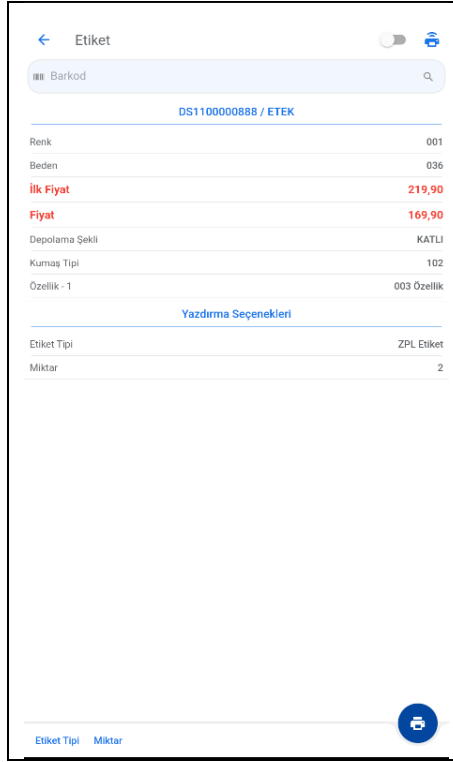 Etiket
Barkod
DS1100000888 / ETEK
Renk 001
Beden 036
İlk Fiyat 219,90
Fiyat 169,90
Depolama Şekli KATLI
Kumaş Tipi 102
Özellik - 1 003 Özellik
Yazdırma Seçenekleri
Etiket Tipi ZPL Etiket
Miktar 2
Etiket Tipi Miktar